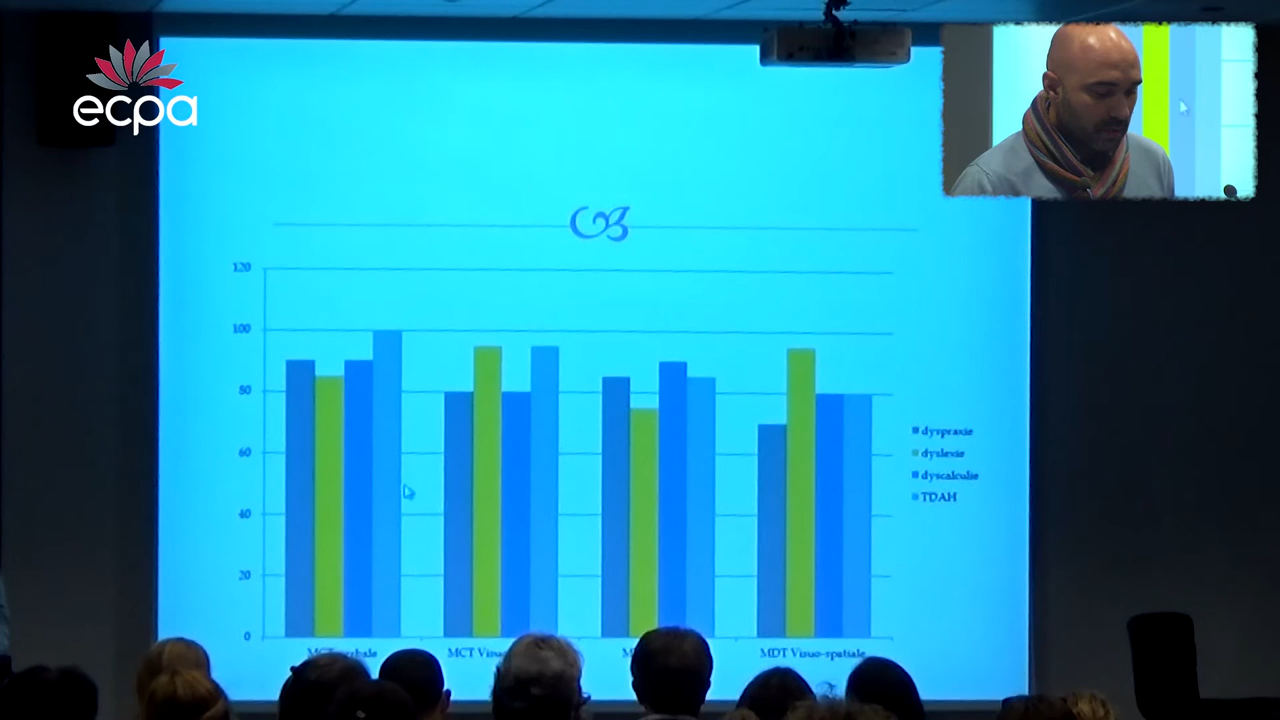 ecpa
120
100
80
60
40
20
0
MCT Visuo
MDT Visuo-spatiale
dyspraxie
dyslexie
dyscalculie
TDAH